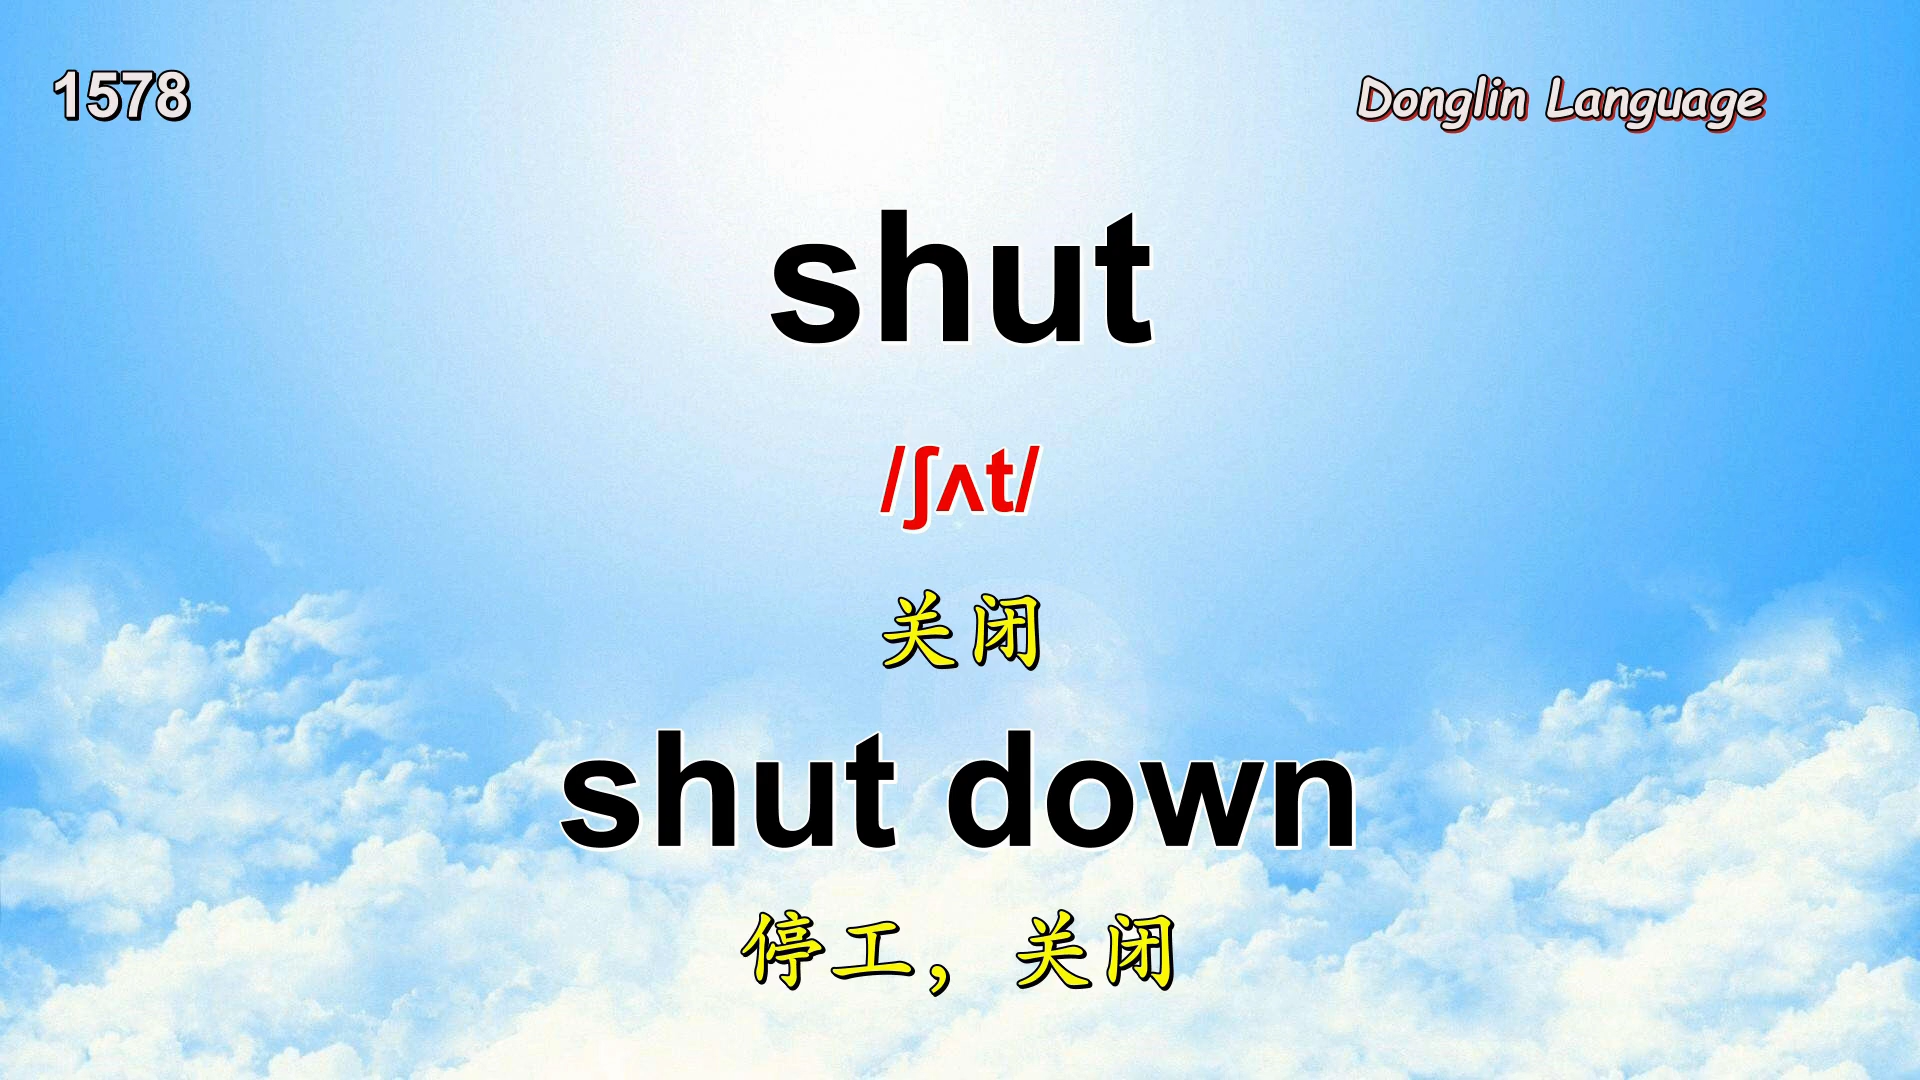 1578
Donglin Language
shut
/ʃʌt/
关闭
shut down
停工，关闭